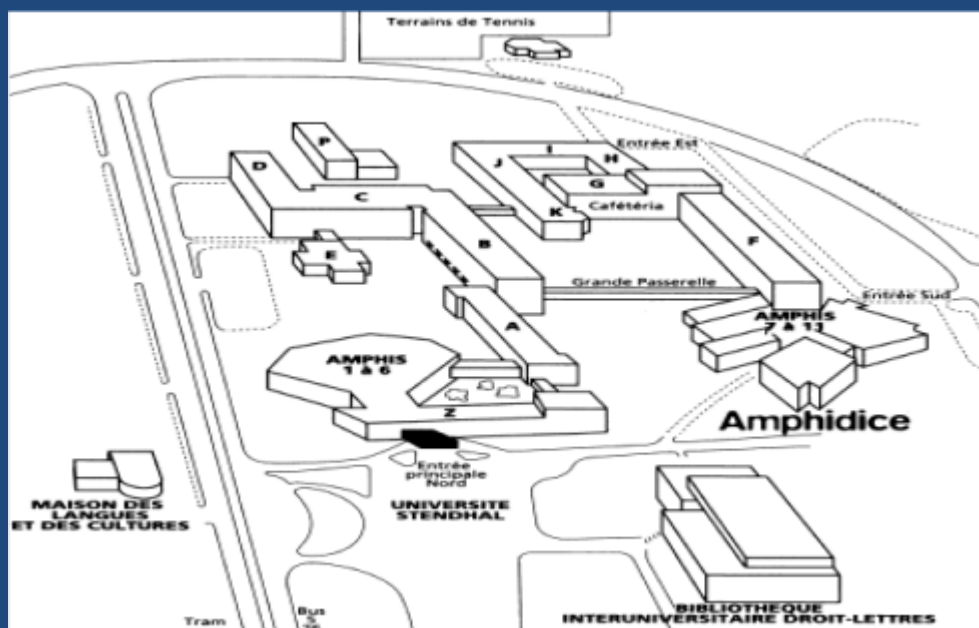 Terrains de Tennis
P
D
I
Entrée Est
H
J
G
C
K
Cafétéria
B
F
E
Grande Passerelle
Entrée Sud
A
AMPHIS
7 à 11
AMPHIS
1 à 6
Z
Amphidice
Entrée
principale
Nord
MAISON DES
LANGUES
ET DES CULTURES
UNIVERSITE
STENDHAL
BIBLIOTHEQUE
INTERUNIVERSITAIRE DROIT-LETTRES
Tram
Bus